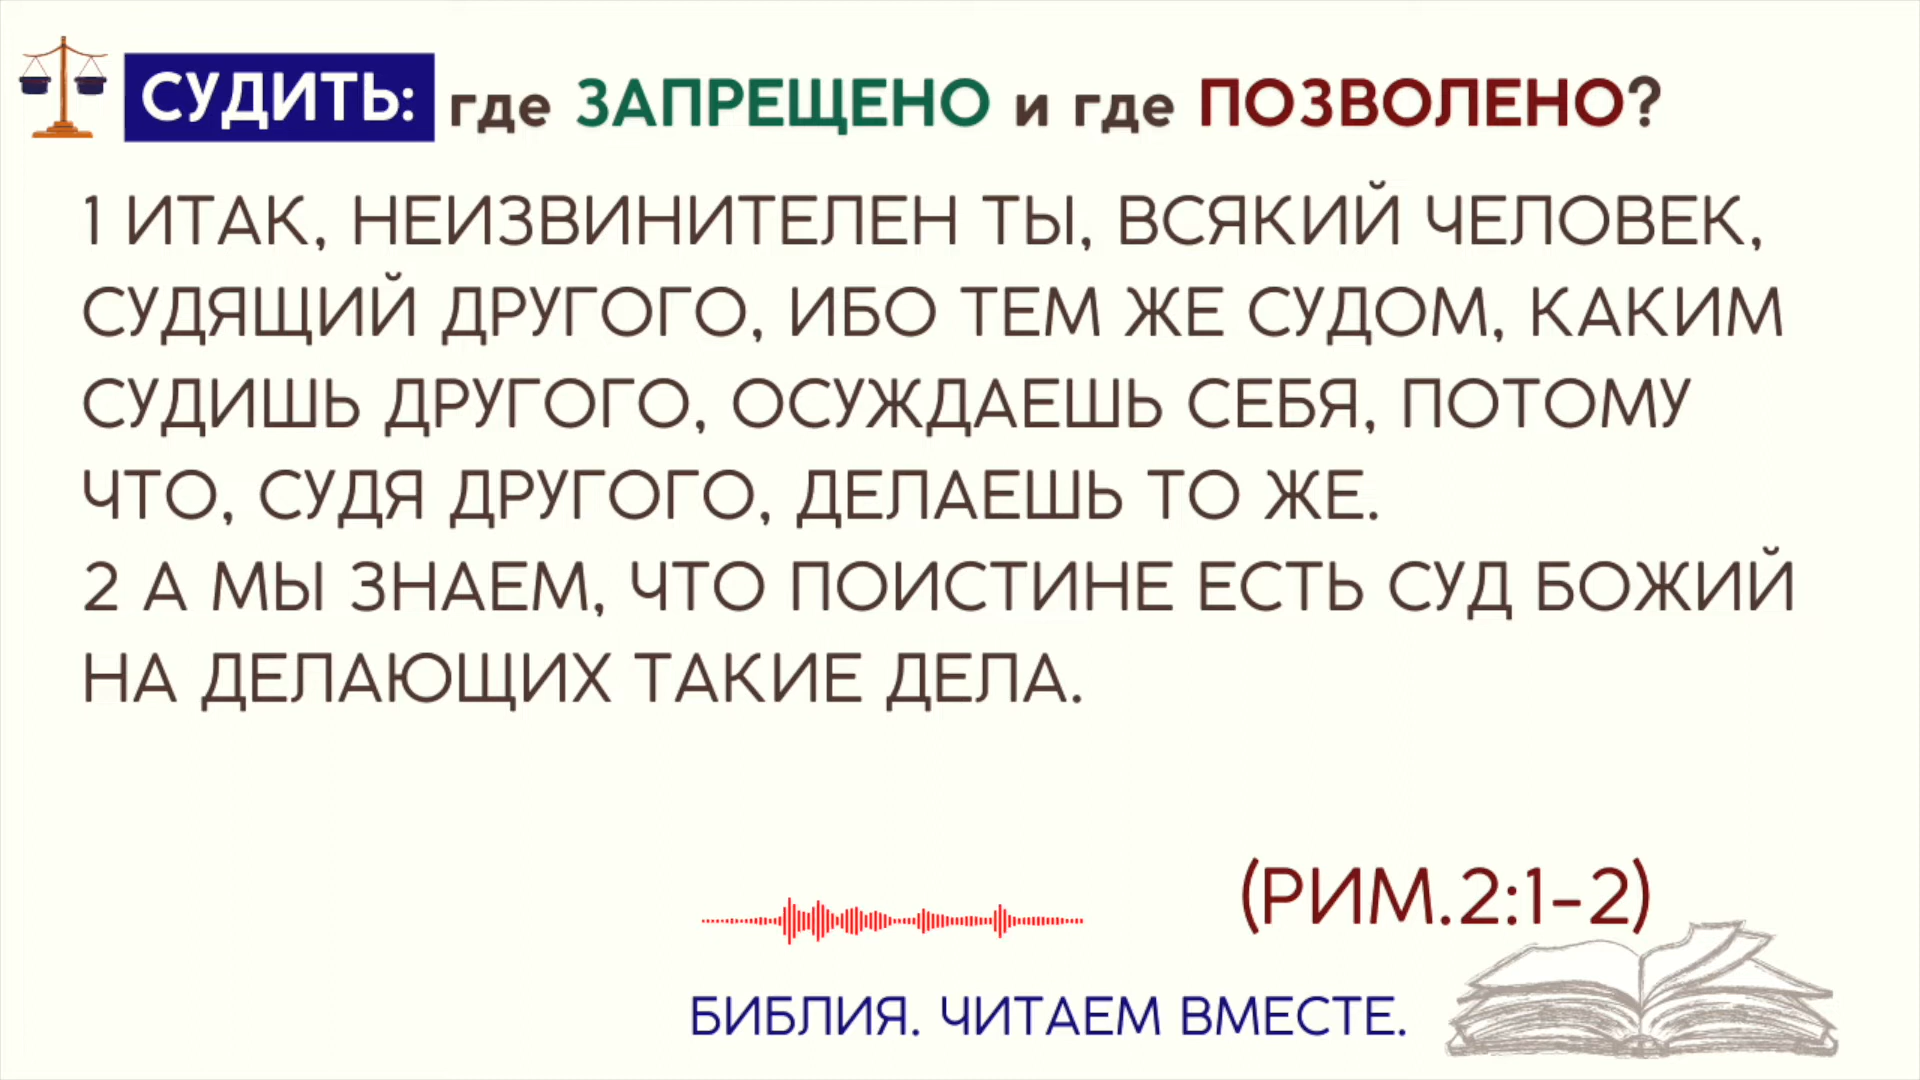 СУДИТЬ: где ЗАПРЕЩЕНО и где ПОЗВОЛЕНО?
1 ИТАК, НЕИЗВИНИТЕЛЕН ТЫ, ВСЯКИЙ ЧЕЛОВЕК,
СУДЯЩИЙ ДРУГОГО, ИБО ТЕМ ЖЕ СУДОМ, КАКИМ
СУДИШЬ ДРУГОГО, ОСУЖДАЕШЬ СЕБЯ, ПОТОМУ
ЧТО, СУДЯ ДРУГОГО, ДЕЛАЕШЬ ТО ЖЕ.
2 А МЫ ЗНАЕМ, ЧТО ПОИСТИНЕ ЕСТЬ СУД БОЖИЙ
НА ДЕЛАЮЩИХ ТАКИЕ ДЕЛА.
(РИМ.2:1-2)
БИБЛИЯ. ЧИТАЕМ ВМЕСТЕ.